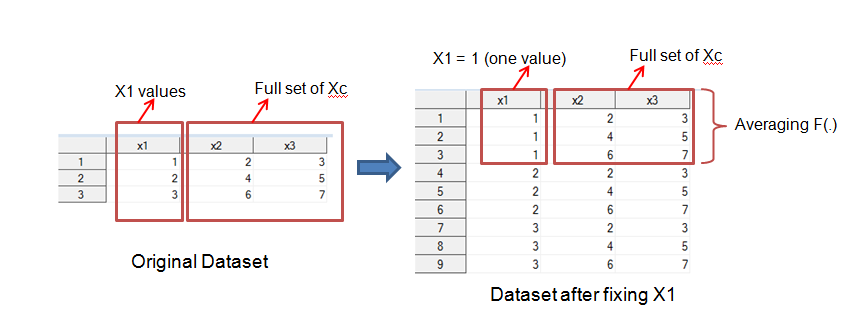 X1 values
Full set of Xc
x1 x2 x3
1 1 2 3
2 2 4 5
3 3 6 7
Original Dataset
X1 = 1 (one value)
Full set of Xc
x1 x2 x3
1 1 2 3
2 1 4 5
3 1 6 7
4 2 2 3
5 2 4 5
6 2 6 7
7 3 2 3
8 3 4 5
9 3 6 7
Averaging F(.)
Dataset after fixing X1